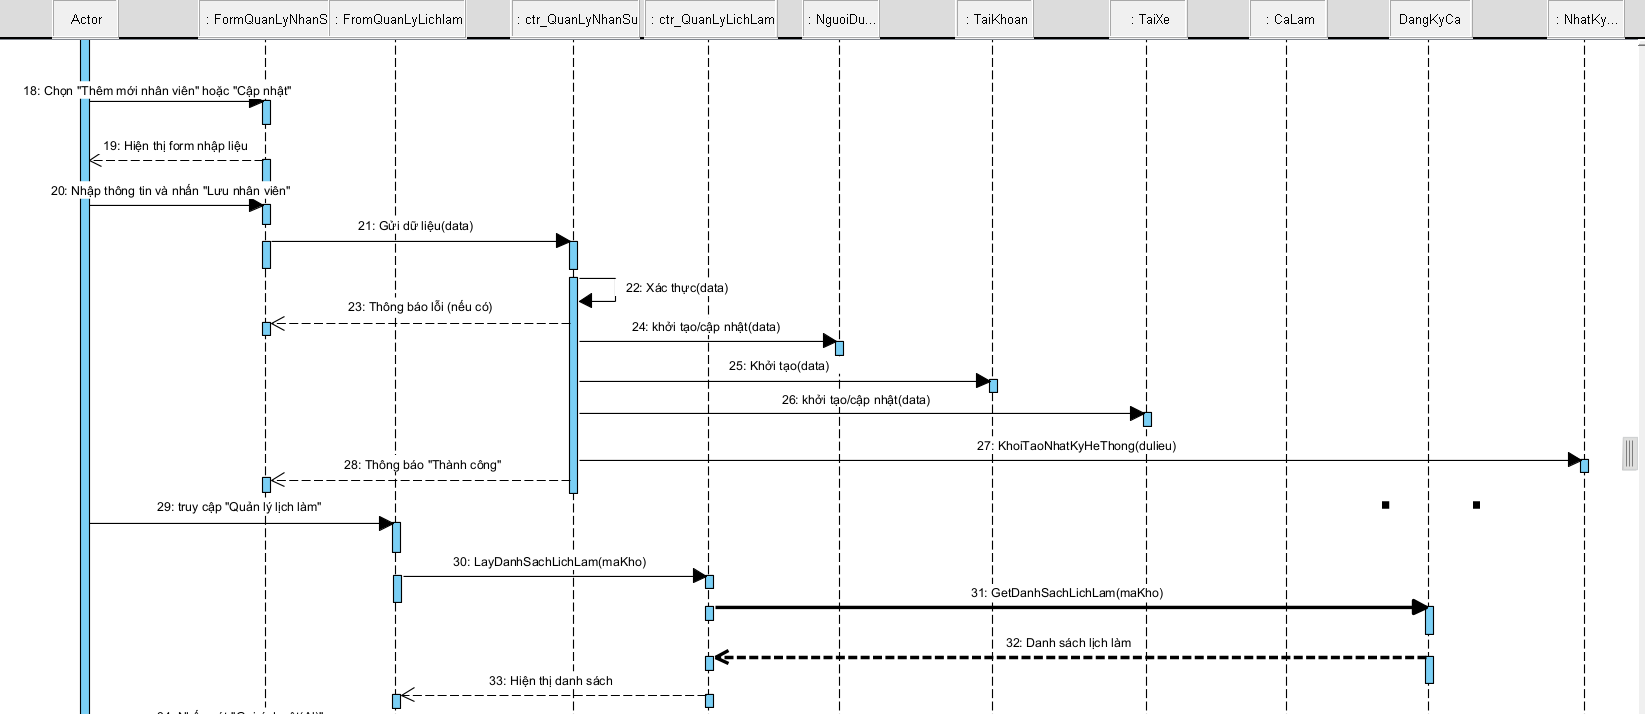 Actor
: FormQuanLyNhanS
: FromQuanLyLichlam
: ctr_QuanLyNhanSu
: ctr_QuanLyLichLam
: NguoiDu...
: TaiKhoan
: TaiXe
: CaLam
DangKyCa
: NhatKy...
18: Chọn "Thêm mới nhân viên" hoặc "Cập nhật"
19: Hiện thị form nhập liệu
20: Nhập thông tin và nhấn "Lưu nhân viên"
21: Gửi dữ liệu(data)
22: Xác thực(data)
23: Thông báo lỗi (nếu có)
24: khởi tạo/cập nhật(data)
25: Khởi tạo(data)
26: khởi tạo/cập nhật(data)
27: KhoiTaoNhatKyHeThong(dulieu)
28: Thông báo "Thành công"
29: truy cập "Quản lý lịch làm"
30: LayDanhSachLichLam(maKho)
31: GetDanhSachLichLam(maKho)
32: Danh sách lịch làm
33: Hiện thị danh sách